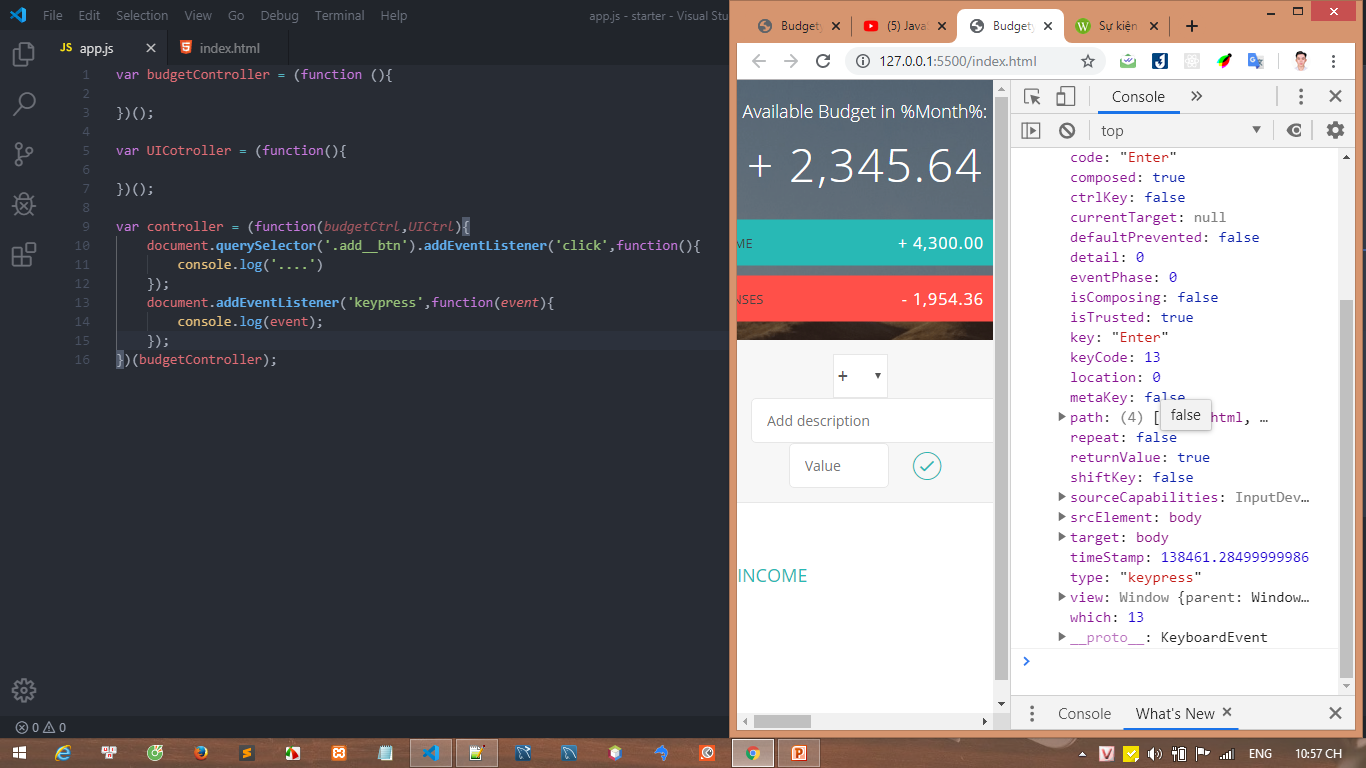 File Edit Selection View Go Debug Terminal Help app.js - starter - Visual Stu
JS app.js index.html
1 var budgetController = (function (){
2
3 })();
4
5 var UICotroller = (function(){
6
7 })();
8
9 var controller = (function(budgetCtrl,UICtrl){
10 document.querySelector('.add__btn').addEventListener('click',function(){
11 console.log('....')
12 });
13 document.addEventListener('keypress',function(event){
14 console.log(event);
15 });
16 })(budgetController);
0 0
Budgety (5) JavaS Budgety Sự kiện
127.0.0.1:5500/index.html
Available Budget in %Month%:
+ 2,345.64
ME + 4,300.00
NSES - 1,954.36
+
Add description
Value
INCOME
Console
top
code: "Enter"
composed: true
ctrlKey: false
currentTarget: null
defaultPrevented: false
detail: 0
eventPhase: 0
isComposing: false
isTrusted: true
key: "Enter"
keyCode: 13
location: 0
metaKey: false
path: (4) [ html, …
false
repeat: false
returnValue: true
shiftKey: false
sourceCapabilities: InputDev…
srcElement: body
target: body
timeStamp: 138461.28499999986
type: "keypress"
view: Window {parent: Window…
which: 13
__proto__: KeyboardEvent
Console What's New
ENG 10:57 CH